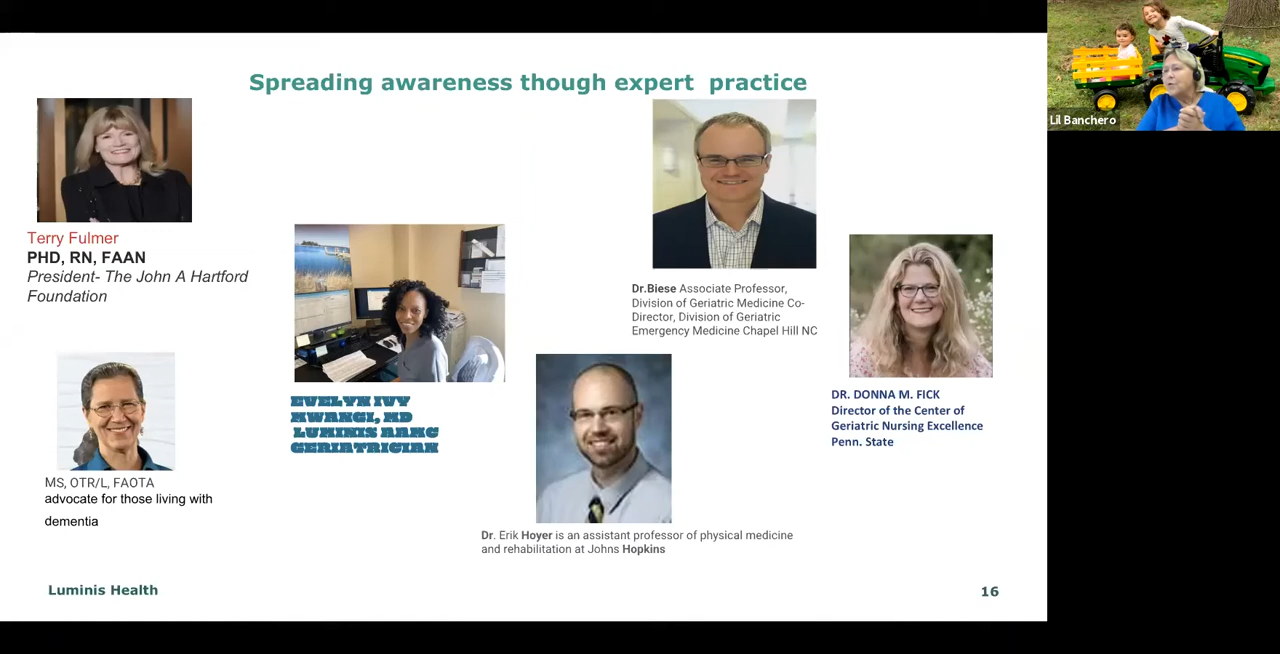 Spreading awareness though expert practice
Terry Fulmer
PHD, RN, FAAN
President- The John A Hartford
Foundation
MS, OTR/L, FAOTA
advocate for those living with
dementia
EVELYN IVY
MWANGI, MD
LUMINIS AAMC
GERIATRICIAN
Dr.Biese Associate Professor,
Division of Geriatric Medicine Co-
Director, Division of Geriatric
Emergency Medicine Chapel Hill NC
Dr. Erik Hoyer is an assistant professor of physical medicine
and rehabilitation at Johns Hopkins
DR. DONNA M. FICK
Director of the Center of
Geriatric Nursing Excellence
Penn. State
Luminis Health
16
Lil Banchero